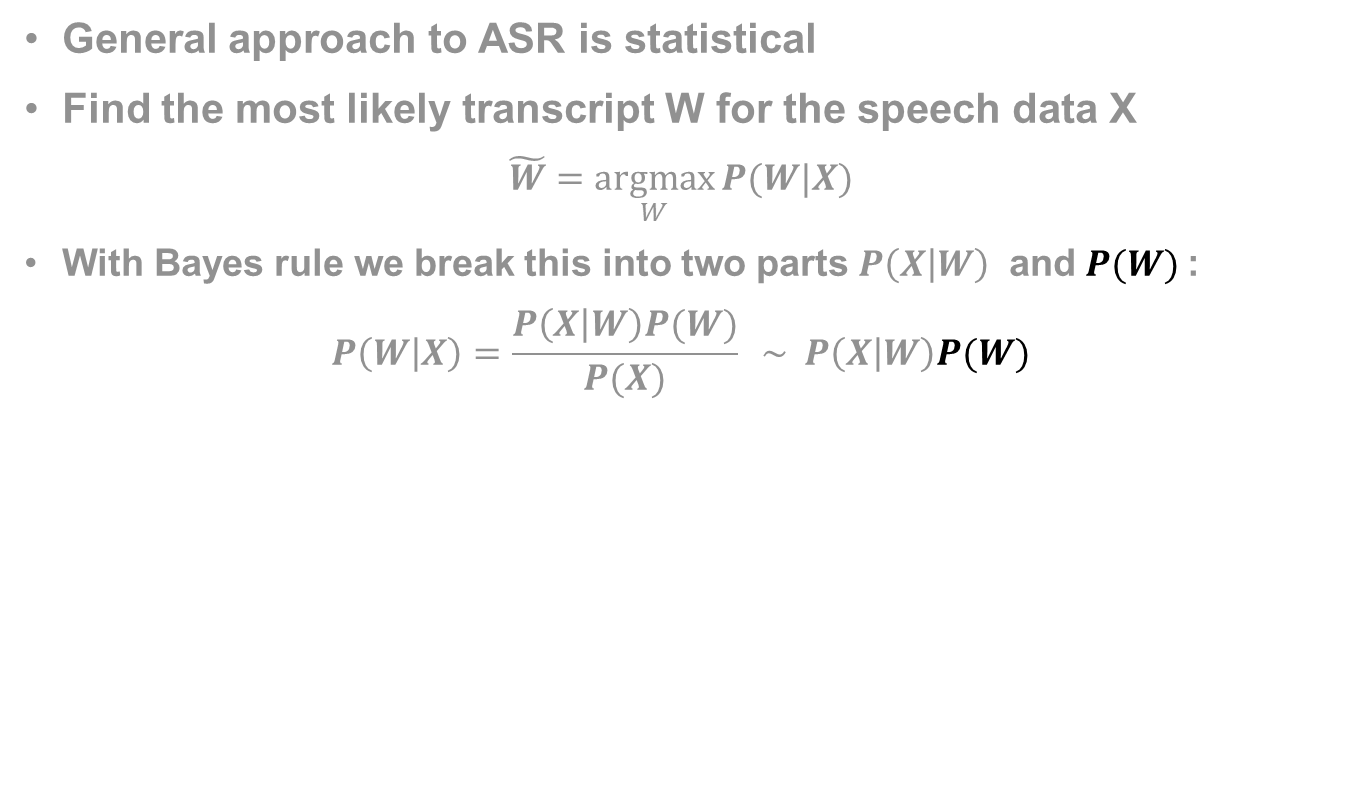 • General approach to ASR is statistical
• Find the most likely transcript W for the speech data X
W̃ = argmax P(W|X)
W
• With Bayes rule we break this into two parts P(X|W) and P(W) :
P(W|X) = P(X|W)P(W) / P(X) ~ P(X|W)P(W)